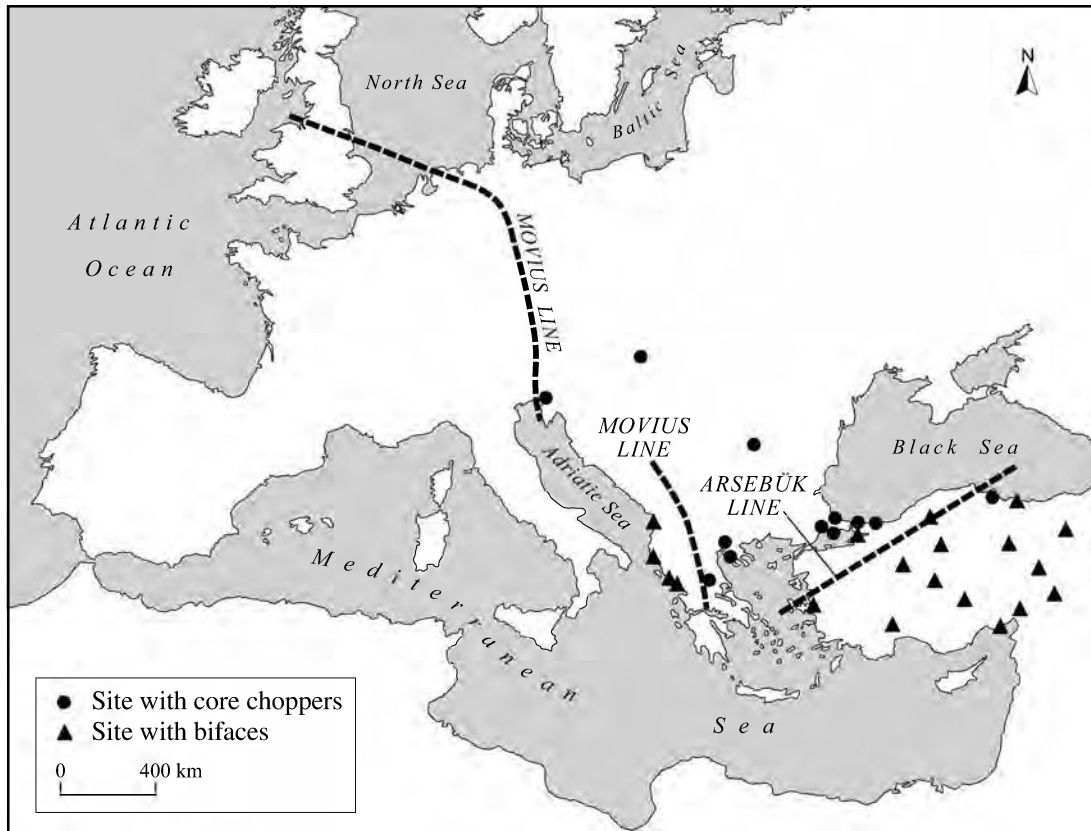 North Sea
Baltic Sea
N
Atlantic
Ocean
MOVIUS LINE
MOVIUS
LINE
Adriatic Sea
Black Sea
ARSEBÜK
LINE
Mediterranean
Sea
Site with core choppers
Site with bifaces
0 400 km